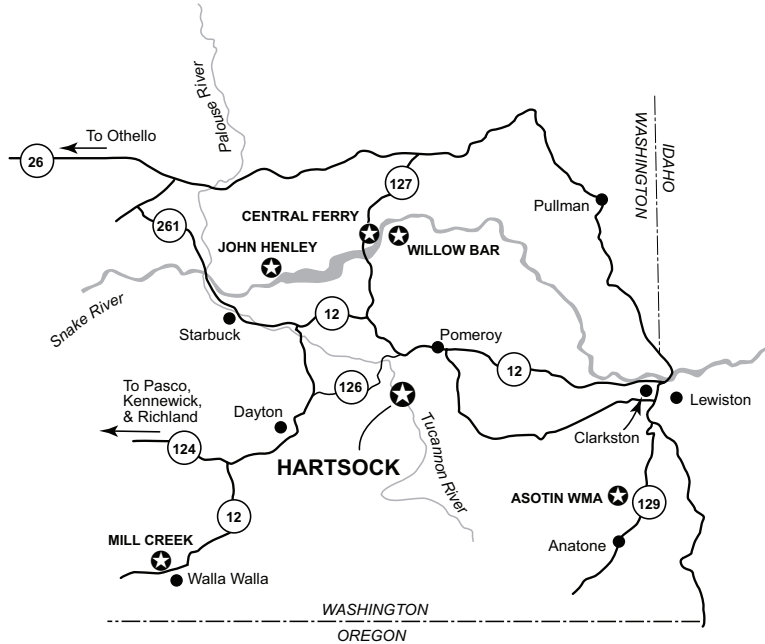 Palouse River
To Othello
26
WASHINGTON
IDAHO
127
Pullman
CENTRAL FERRY
261
JOHN HENLEY
WILLOW BAR
Snake River
Starbuck
12
Pomeroy
12
126
To Pasco,
Kennewick,
& Richland
Dayton
Lewiston
Clarkston
124
HARTSOCK
Tucannon River
ASOTIN WMA
129
12
MILL CREEK
Anatone
Walla Walla
WASHINGTON
OREGON